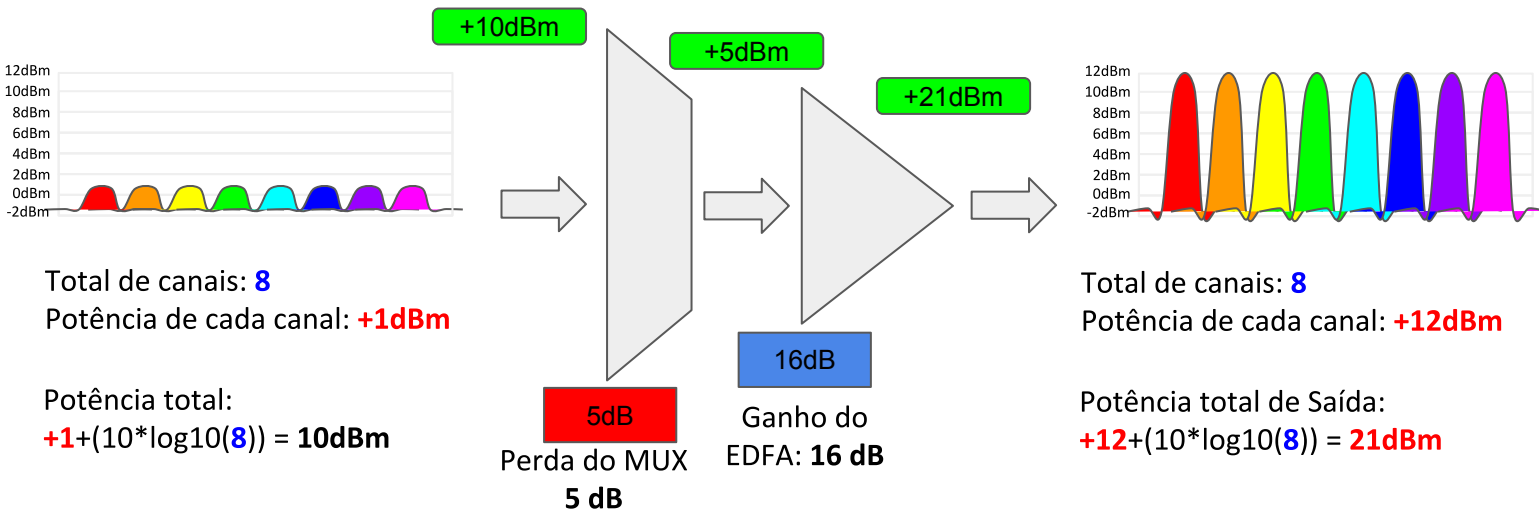 +10dBm
+5dBm
+21dBm
12dBm
10dBm
8dBm
6dBm
4dBm
2dBm
0dBm
-2dBm
Total de canais: 8
Potência de cada canal: +1dBm
Potência total:
+1+(10*log10(8)) = 10dBm
5dB
Perda do MUX
5 dB
16dB
Ganho do
EDFA: 16 dB
12dBm
10dBm
8dBm
6dBm
4dBm
2dBm
0dBm
-2dBm
Total de canais: 8
Potência de cada canal: +12dBm
Potência total de Saída:
+12+(10*log10(8)) = 21dBm